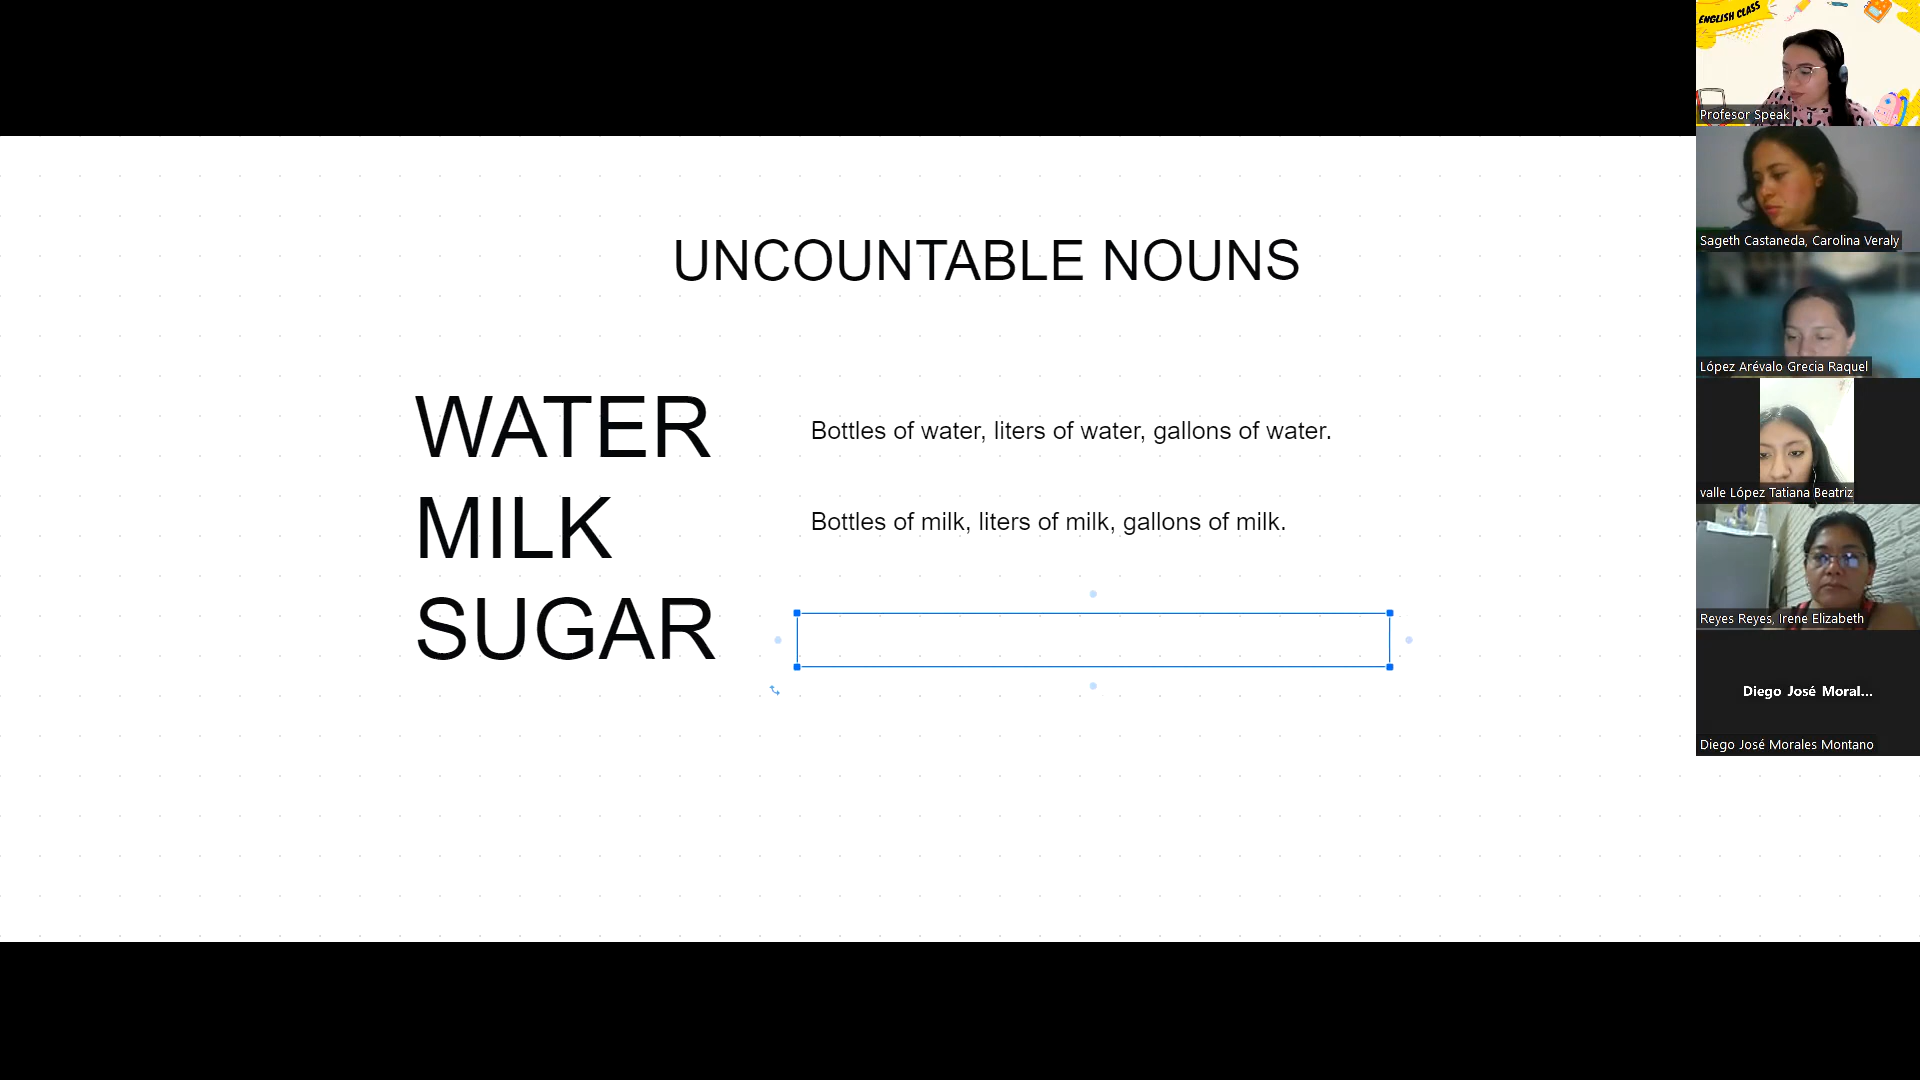 UNCOUNTABLE NOUNS
WATER
Bottles of water, liters of water, gallons of water.
MILK
Bottles of milk, liters of milk, gallons of milk.
SUGAR
ENGLISH CLASS
Profesor Speak
Sageth Castaneda, Carolina Veraly
López Arévalo Grecia Raquel
valle López Tatiana Beatriz
Reyes Reyes, Irene Elizabeth
Diego José Moral...
Diego José Morales Montano